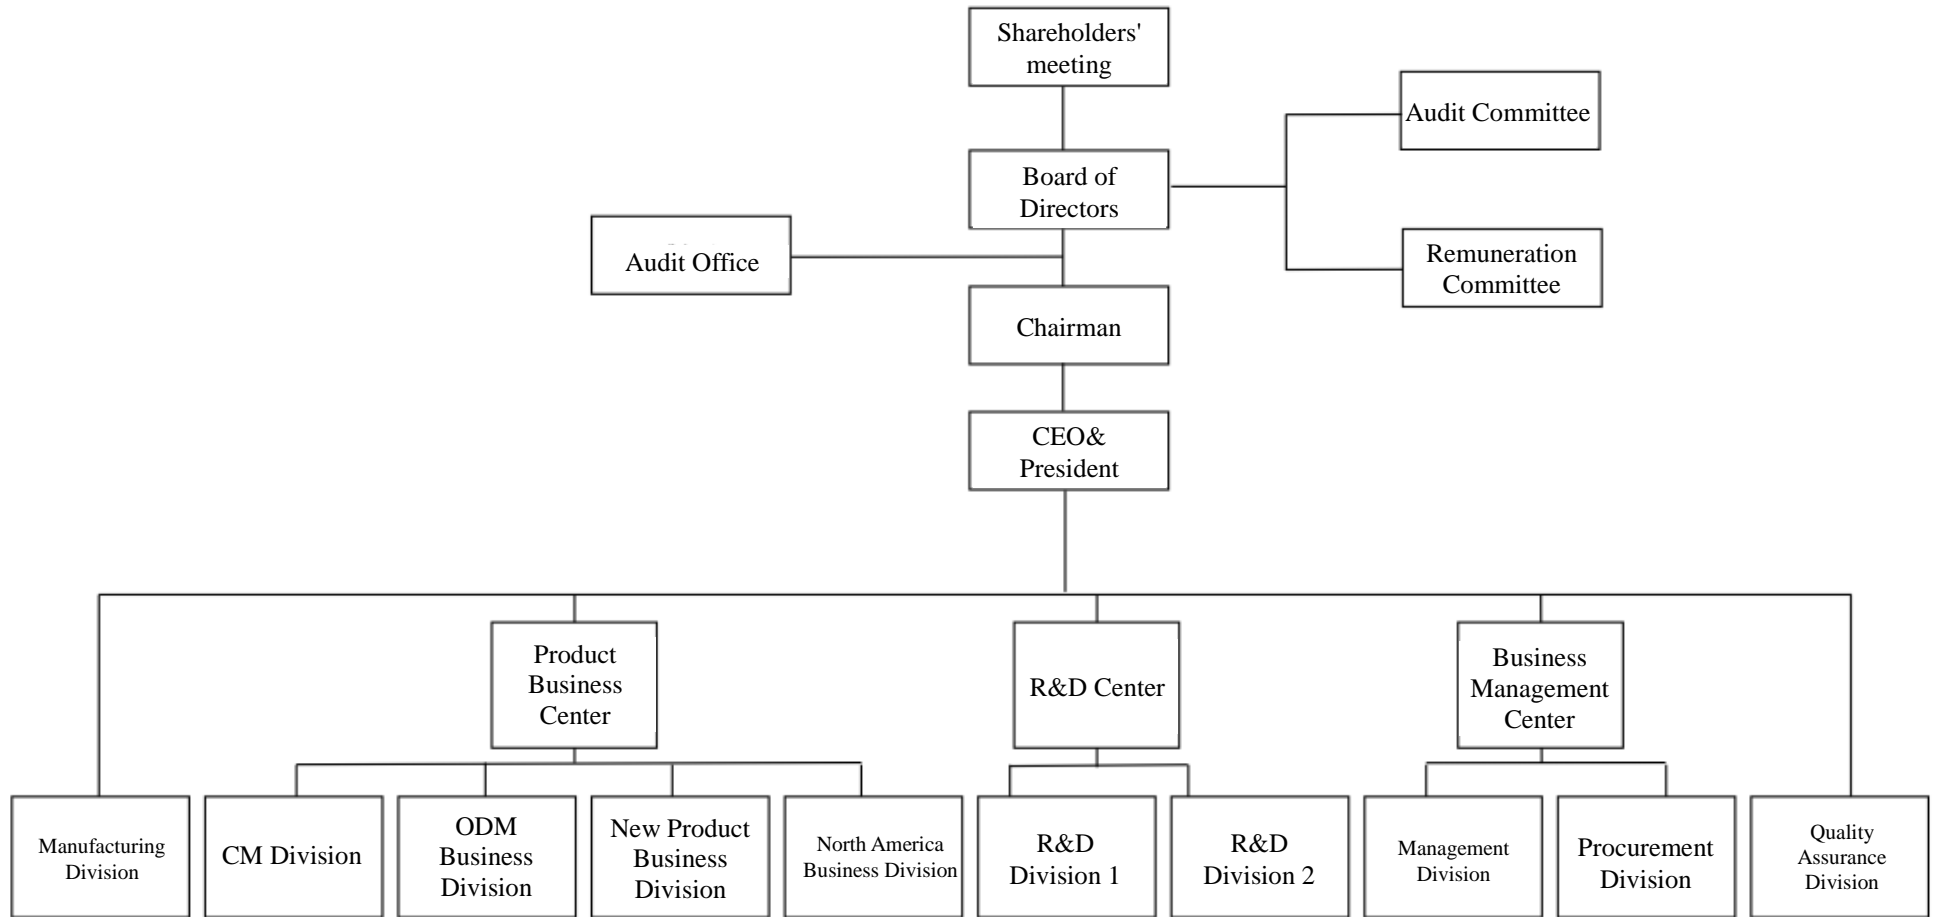 Shareholders'
meeting
Audit Committee
Board of
Directors
Audit Office
Remuneration
Committee
Chairman
CEO&
President
Product
Business
Center
R&D Center
Business
Management
Center
Manufacturing
Division
CM Division
ODM
Business
Division
New Product
Business
Division
North America
Business Division
R&D
Division 1
R&D
Division 2
Management
Division
Procurement
Division
Quality
Assurance
Division